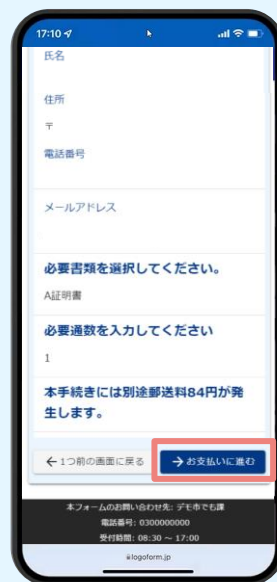 17:10
氏名
住所
〒
電話番号
メールアドレス
必要書類を選択してください。
A証明書
必要通数を入力してください
1
本手続きには別途郵送料84円が発
生します。
←1つ前の画面に戻る
→お支払いに進む
本フォームのお問い合わせ先: デモ市でも課
電話番号: 0300000000
受付時間: 08:30 ～ 17:00
logoform.jp